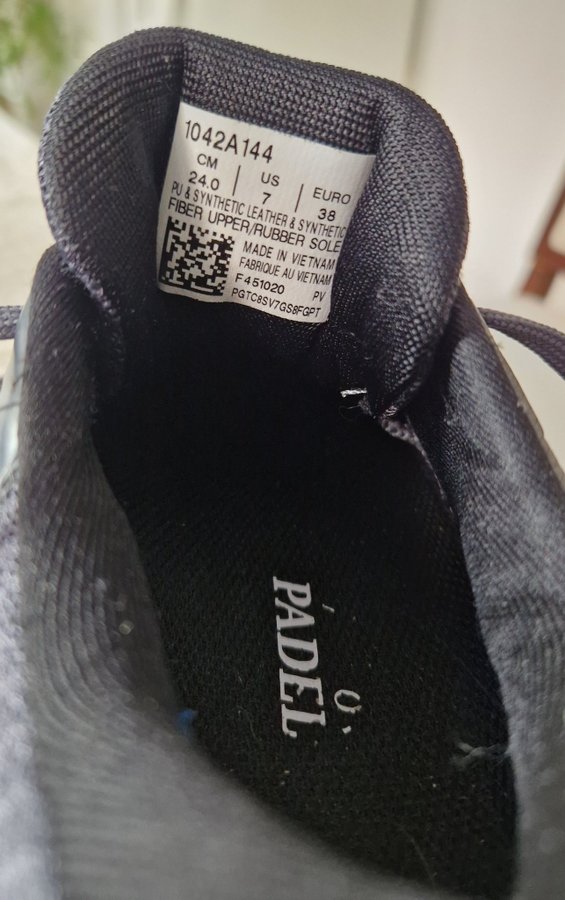 1042A144
CM | US | EURO
24.0 | 7 | 38
PU & SYNTHETIC LEATHER & SYNTHETIC
FIBER UPPER/RUBBER SOLE
MADE IN VIETNAM
FABRIQUE AU VIETNAM
F451020 PV
PGTC8SV7GS8FGPT
PÁDEL